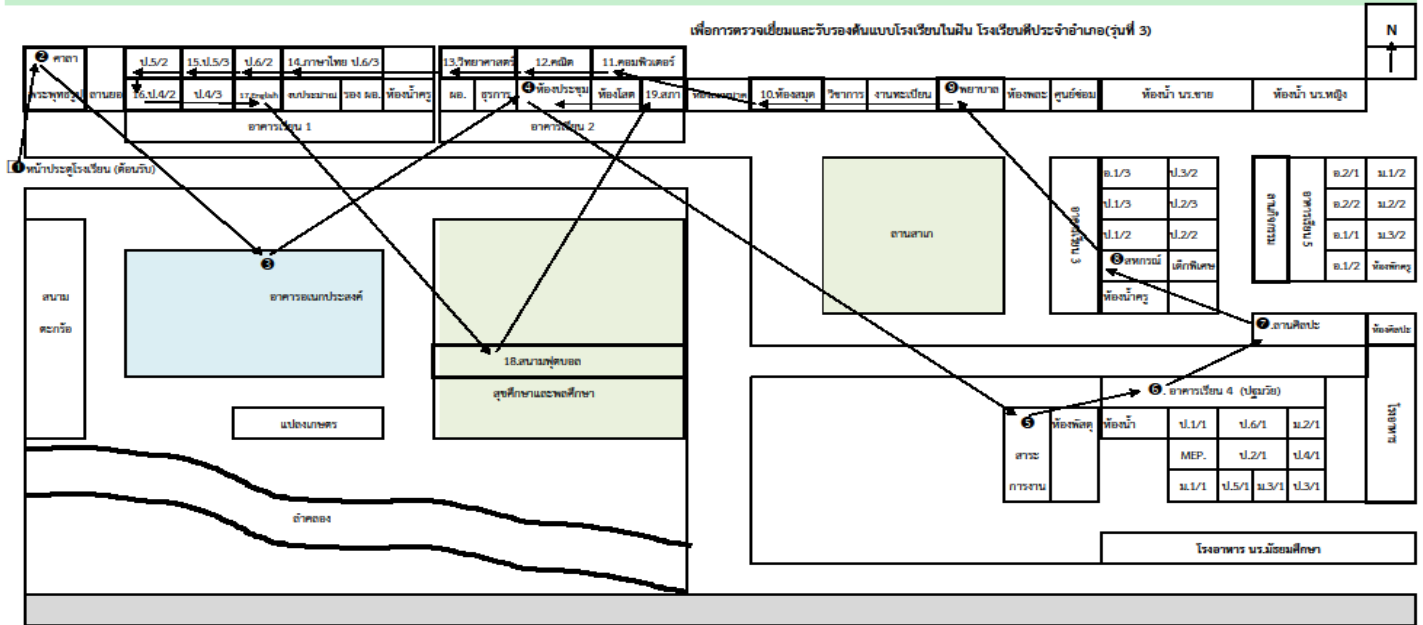 เพื่อการตรวจเยี่ยมและรับรองต้นแบบโรงเรียนในฝัน โรงเรียนดีประจำอำเภอ(รุ่นที่ 3)
N
❷ ศาลา
ป.5/2 15.ป.5/3 ป.6/2 14.ภาษาไทย ป.6/3 13.วิทยาศาสตร์ 12.คณิต 11.คอมพิวเตอร์
พระพุทธรูป ลานยอ 16.ป.4/2 ป.4/3 17.English งบประมาณ รอง ผอ. ห้องน้ำครู ผอ. ธุรการ ❹ห้องประชุม ห้องโสต 19.สภา 10.ห้องสมุด วิชาการ งานทะเบียน ❾พยาบาล ห้องพละ ศูนย์ซ่อม ห้องน้ำ นร.ชาย ห้องน้ำ นร.หญิง
อาคารเรียน 1 อาคารเรียน 2
❶หน้าประตูโรงเรียน (ต้อนรับ)
อ.1/3 ป.3/2 อ.2/1 ม.1/2
ป.1/3 ป.2/3 อ.2/2 ม.2/2
ป.1/2 ป.2/2 อ.1/1 ม.3/2
❽สหกรณ์ เด็กพิเศษ อ.1/2 ห้องพักครู
ห้องน้ำครู
อาคารเรียน 3
ลานกิจกรรม
อาคารเรียน 5
ลานสาเก
❸
อาคารอเนกประสงค์
สนาม
ตะกร้อ
❼.ลานศิลปะ ห้องศิลปะ
18.สนามฟุตบอล
สุขศึกษาและพลศึกษา
❻. อาคารเรียน 4 (ปฐมวัย)
โรงอาหาร
แปลงเกษตร
❺ ห้องพัสดุ ห้องน้ำ ป.1/1 ป.6/1 ม.2/1
สาระ MEP. ป.2/1 ป.4/1
การงาน ม.1/1 ป.5/1 ม.3/1 ป.3/1
ลำคลอง
โรงอาหาร นร.มัธยมศึกษา